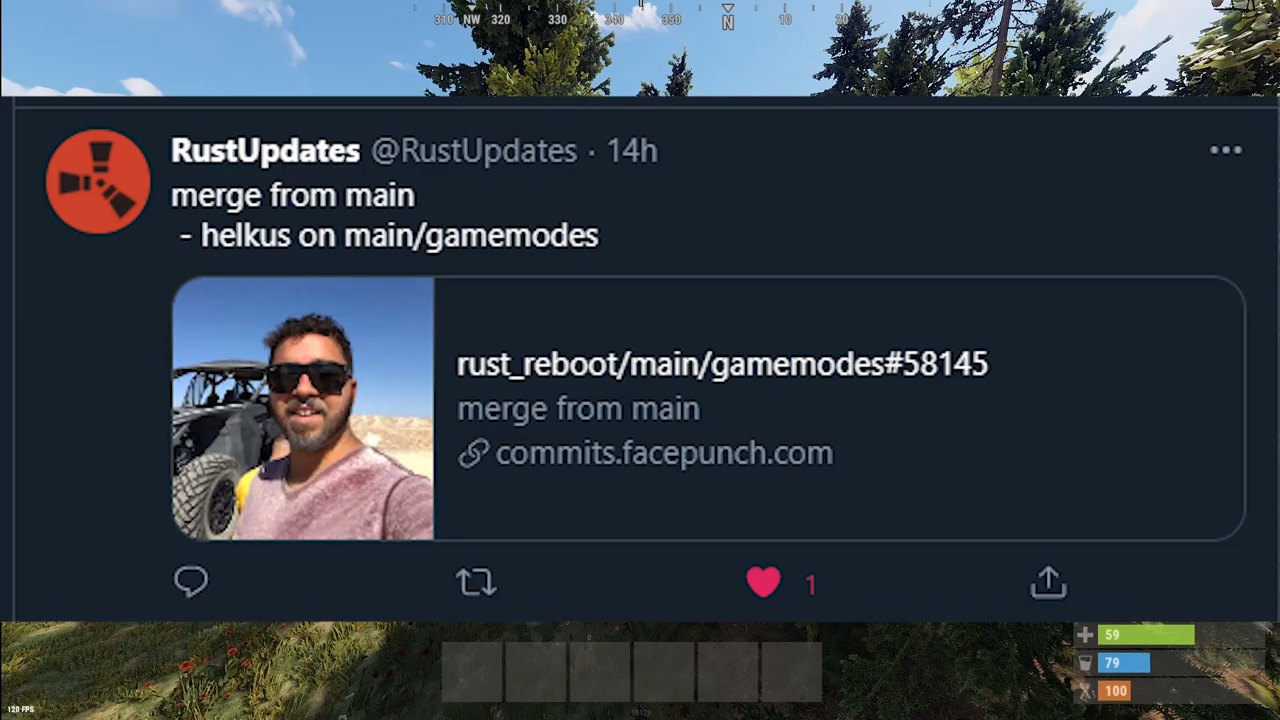 310 NW 320 330 340 350 N 10 20
RustUpdates @RustUpdates · 14h
merge from main
- helkus on main/gamemodes
rust_reboot/main/gamemodes#58145
merge from main
commits.facepunch.com
1
59
79
100
120 FPS